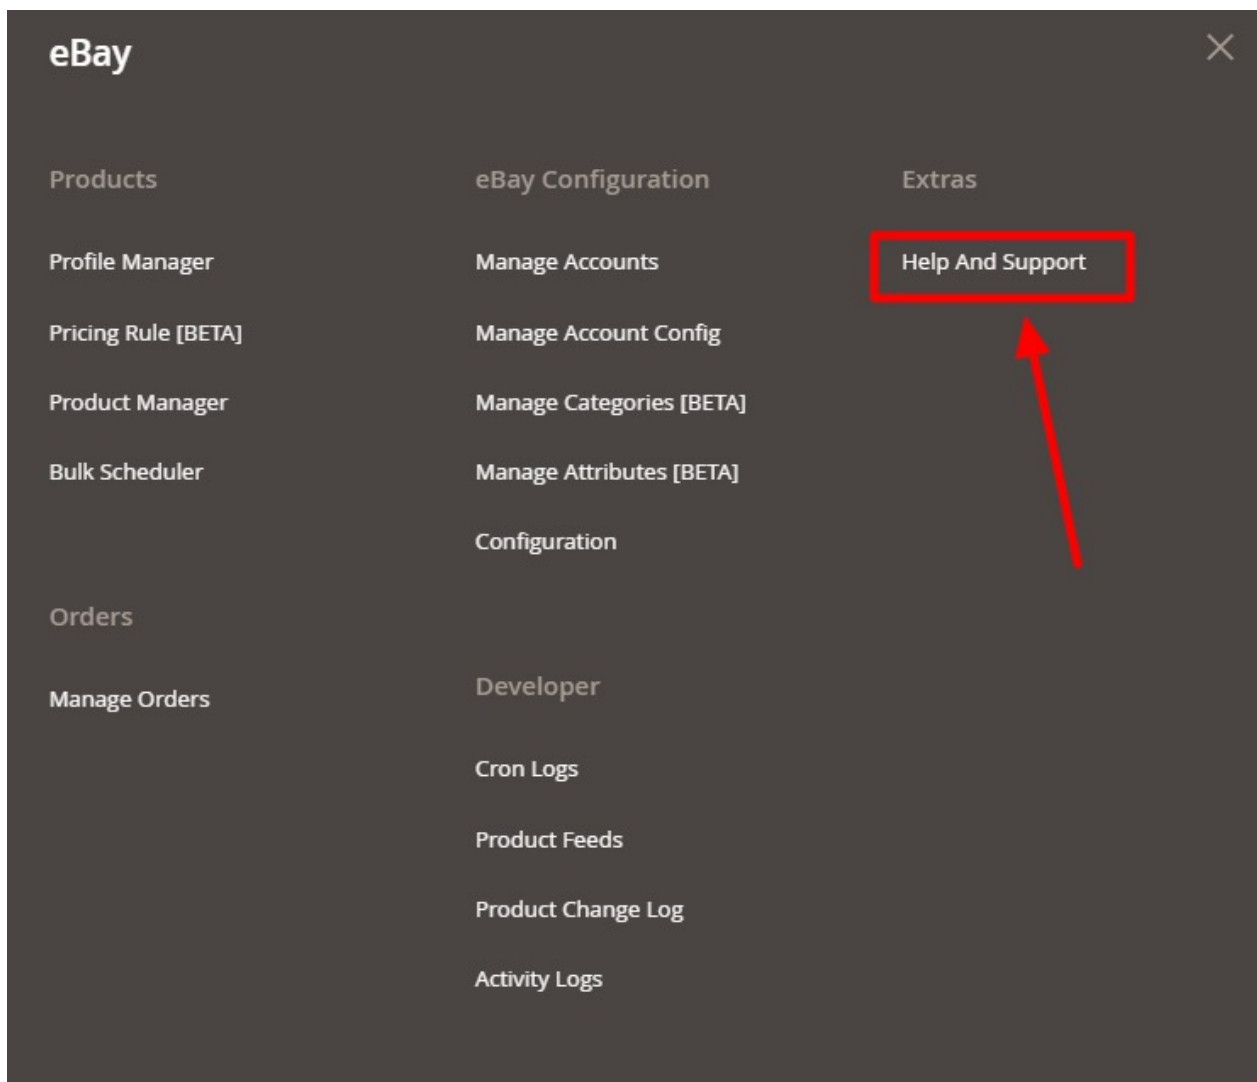 eBay
Products
Profile Manager
Pricing Rule [BETA]
Product Manager
Bulk Scheduler
Orders
Manage Orders
eBay Configuration
Manage Accounts
Manage Account Config
Manage Categories [BETA]
Manage Attributes [BETA]
Configuration
Developer
Cron Logs
Product Feeds
Product Change Log
Activity Logs
Extras
Help And Support